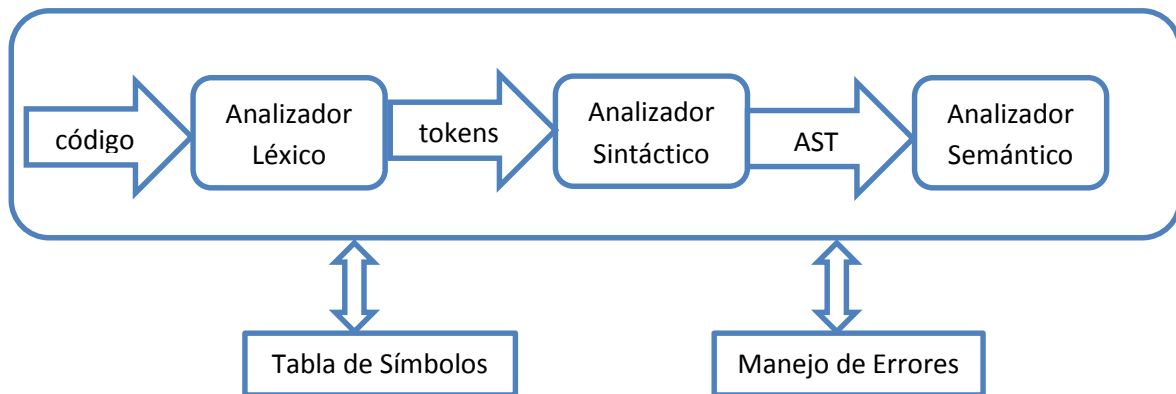 código
Analizador
Léxico
tokens
Analizador
Sintáctico
AST
Analizador
Semántico
Tabla de Símbolos
Manejo de Errores